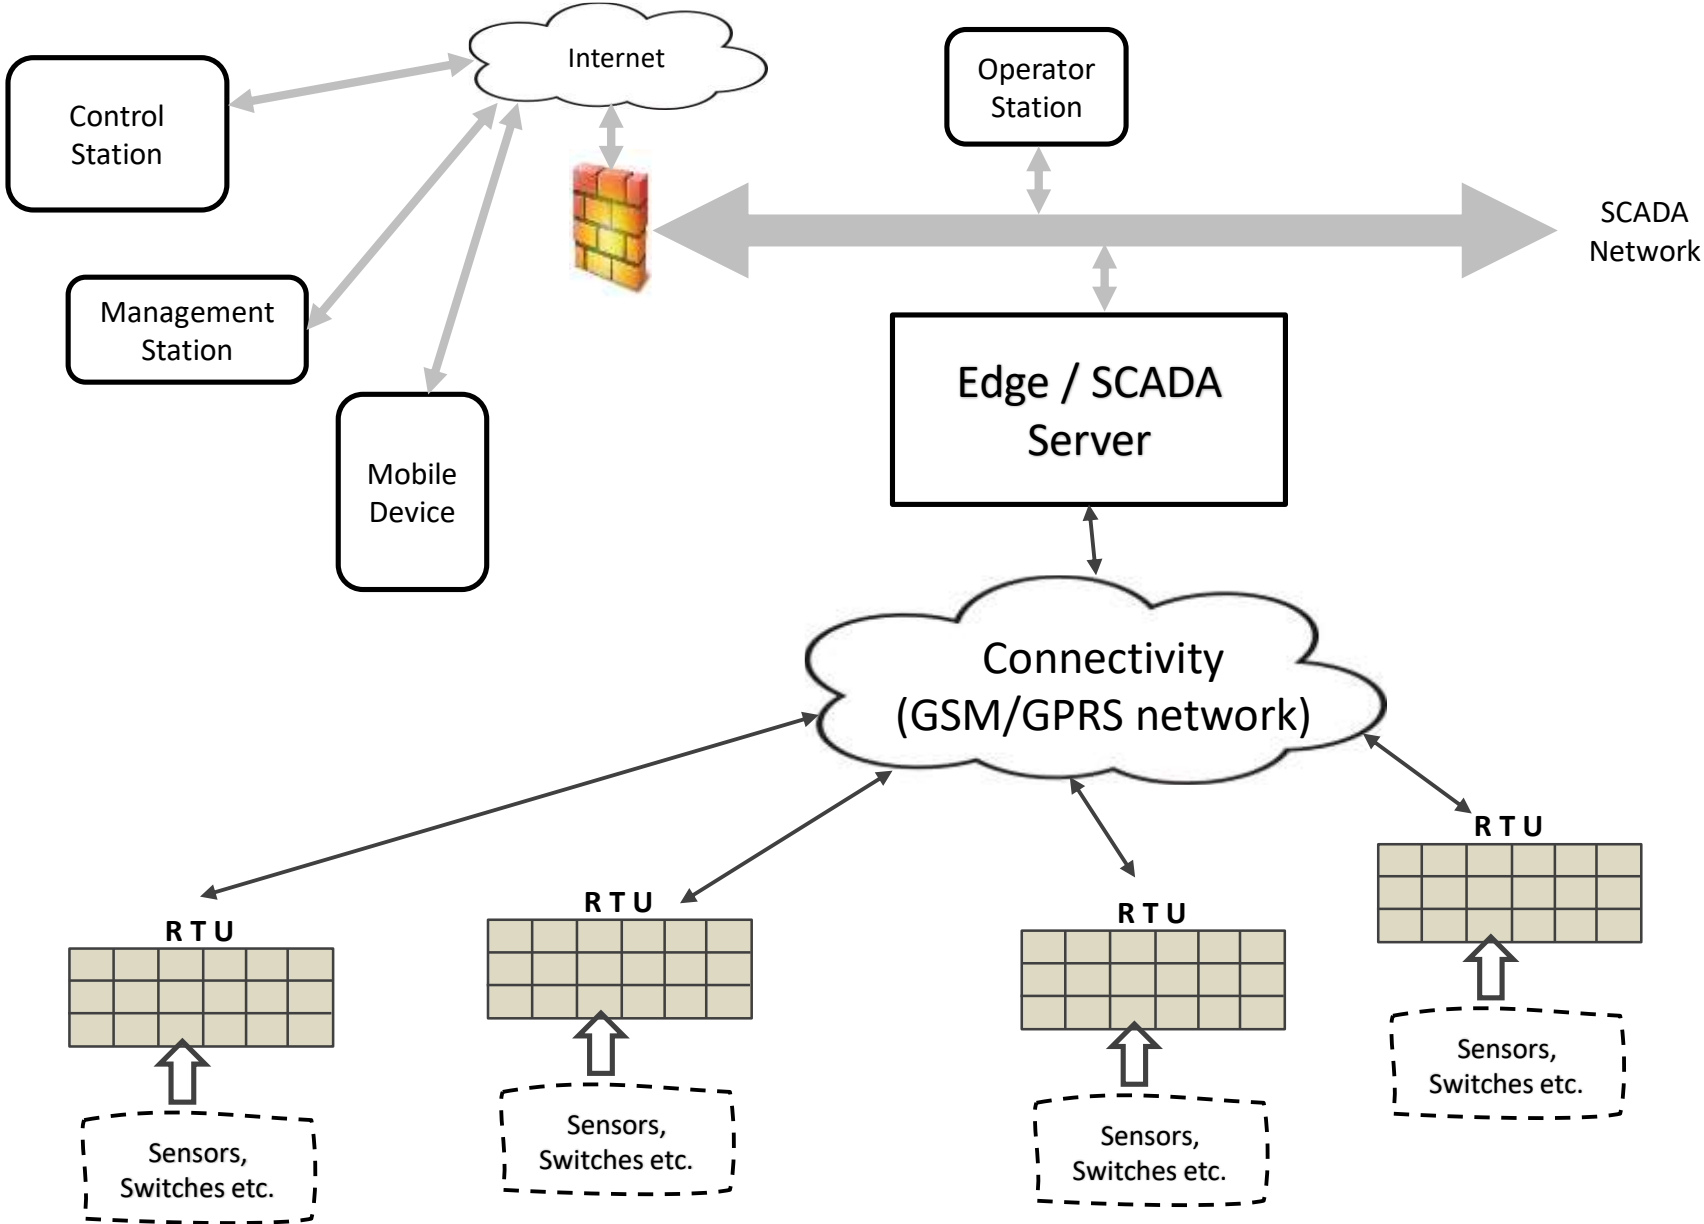 Internet
Operator
Station
Control
Station
SCADA
Network
Management
Station
Edge / SCADA
Server
Mobile
Device
Connectivity
(GSM/GPRS network)
R T U
R T U
R T U
R T U
Sensors,
Switches etc.
Sensors,
Switches etc.
Sensors,
Switches etc.
Sensors,
Switches etc.